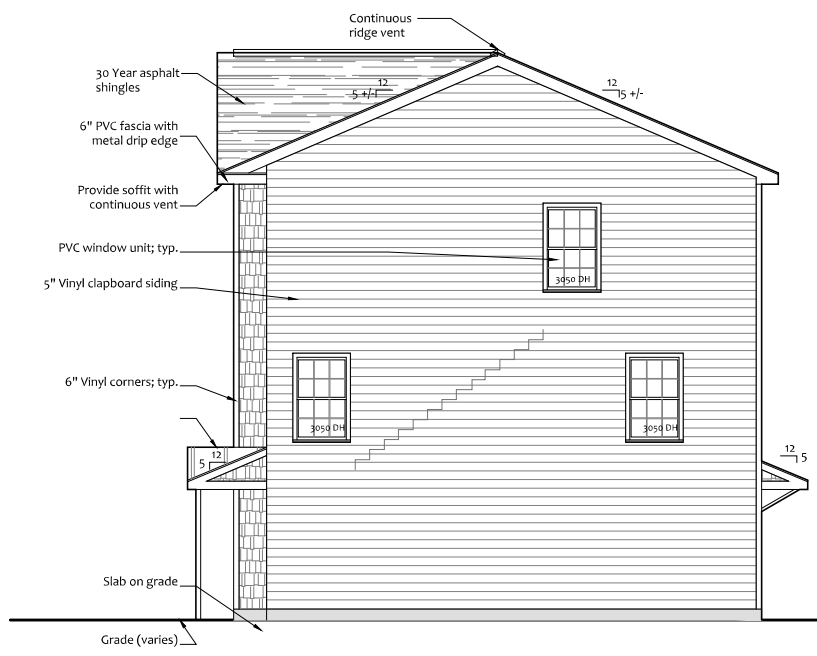 Continuous
ridge vent
30 Year asphalt
shingles
12
5 +/-
12
5 +/-
6" PVC fascia with
metal drip edge
Provide soffit with
continuous vent
PVC window unit; typ.
3050 DH
5" Vinyl clapboard siding
6" Vinyl corners; typ.
3050 DH
3050 DH
12
5
12
5
Slab on grade
Grade (varies)